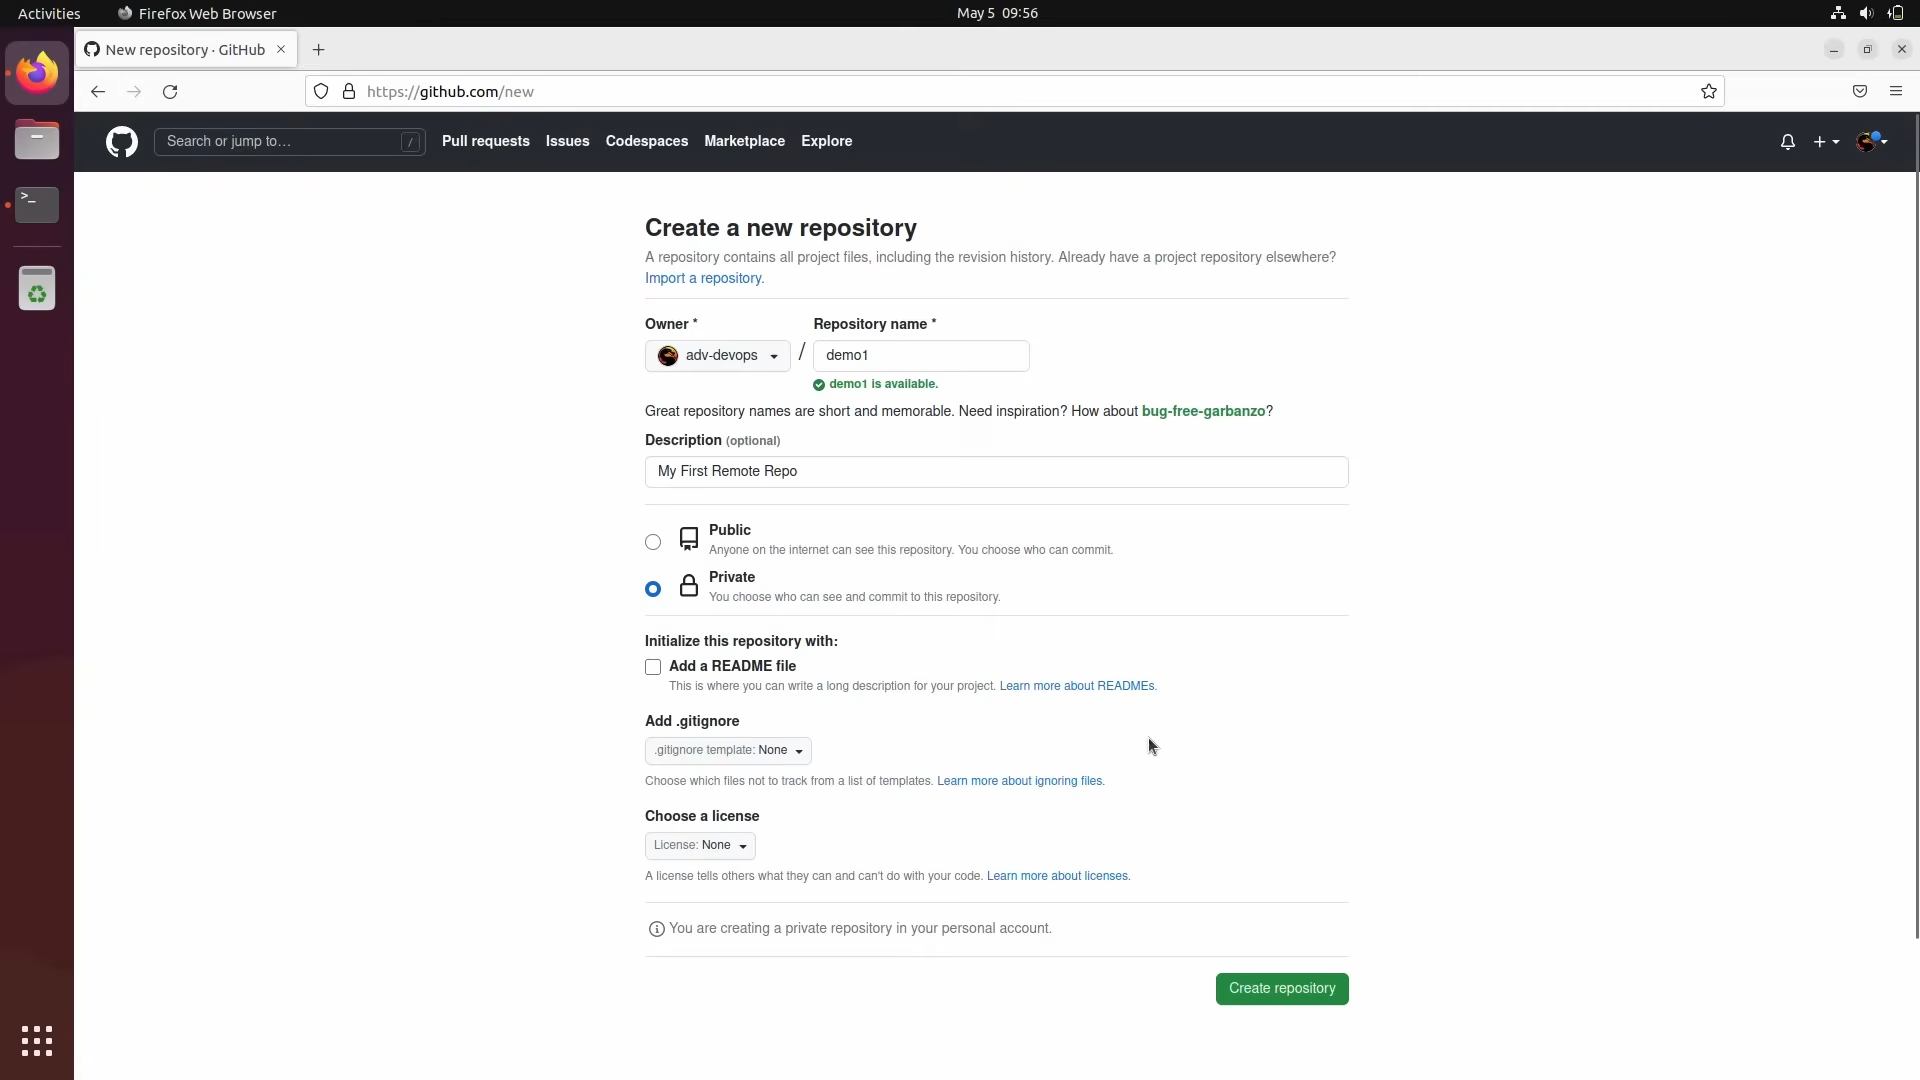 Activities
Firefox Web Browser
May 5 09:56
New repository · GitHub
https://github.com/new
Search or jump to…
/
Pull requests
Issues
Codespaces
Marketplace
Explore
Create a new repository
A repository contains all project files, including the revision history. Already have a project repository elsewhere?
Import a repository.
Owner *
Repository name *
adv-devops
/
demo1
demo1 is available.
Great repository names are short and memorable. Need inspiration? How about bug-free-garbanzo?
Description (optional)
My First Remote Repo
Public
Anyone on the internet can see this repository. You choose who can commit.
Private
You choose who can see and commit to this repository.
Initialize this repository with:
Add a README file
This is where you can write a long description for your project. Learn more about READMEs.
Add .gitignore
.gitignore template: None
Choose which files not to track from a list of templates. Learn more about ignoring files.
Choose a license
License: None
A license tells others what they can and can't do with your code. Learn more about licenses.
You are creating a private repository in your personal account.
Create repository